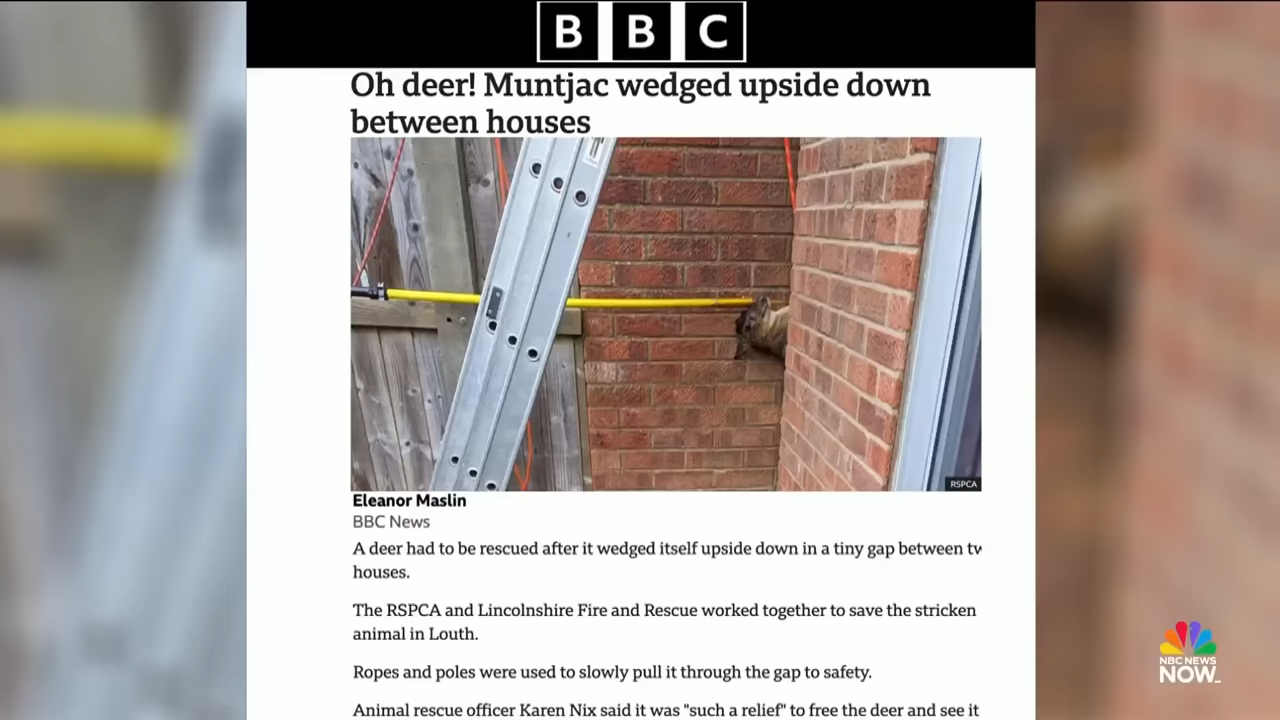 BBC
Oh deer! Muntjac wedged upside down
between houses
RSPCA
Eleanor Maslin
BBC News
A deer had to be rescued after it wedged itself upside down in a tiny gap between tw
houses.
The RSPCA and Lincolnshire Fire and Rescue worked together to save the stricken
animal in Louth.
Ropes and poles were used to slowly pull it through the gap to safety.
Animal rescue officer Karen Nix said it was "such a relief" to free the deer and see it
NBC NEWS
NOW_